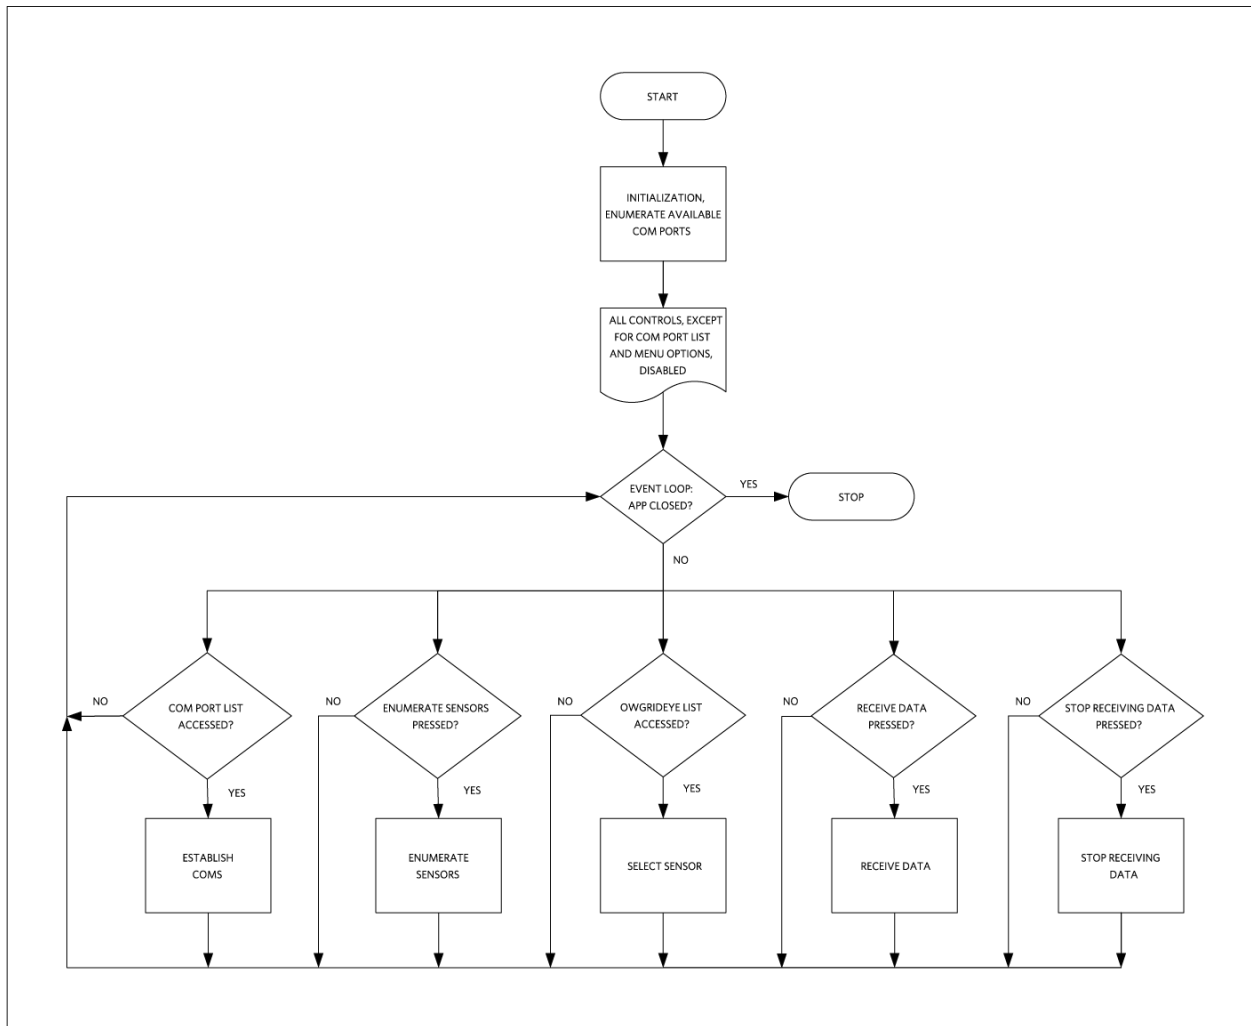 START
INITIALIZATION,
ENUMERATE AVAILABLE
COM PORTS
ALL CONTROLS, EXCEPT
FOR COM PORT LIST
AND MENU OPTIONS,
DISABLED
EVENT LOOP:
APP CLOSED?
YES
STOP
NO
NO
COM PORT LIST
ACCESSED?
YES
ESTABLISH
COMS
NO
ENUMERATE SENSORS
PRESSED?
YES
ENUMERATE
SENSORS
NO
OWGRIDEYE LIST
ACCESSED?
YES
SELECT SENSOR
NO
RECEIVE DATA
PRESSED?
YES
RECEIVE DATA
NO
STOP RECEIVING DATA
PRESSED?
YES
STOP RECEIVING
DATA